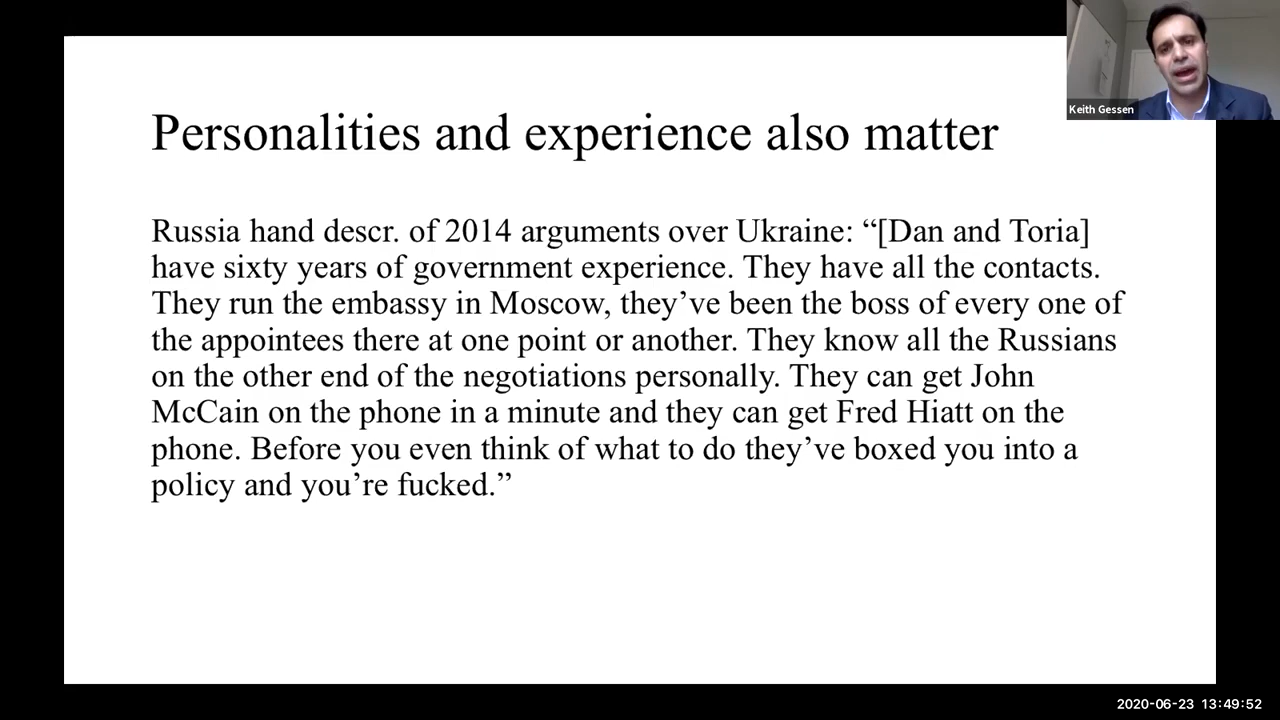 Keith Gessen
Personalities and experience also matter
Russia hand descr. of 2014 arguments over Ukraine: “[Dan and Toria]
have sixty years of government experience. They have all the contacts.
They run the embassy in Moscow, they’ve been the boss of every one of
the appointees there at one point or another. They know all the Russians
on the other end of the negotiations personally. They can get John
McCain on the phone in a minute and they can get Fred Hiatt on the
phone. Before you even think of what to do they’ve boxed you into a
policy and you’re fucked.”
2020-06-23 13:49:52